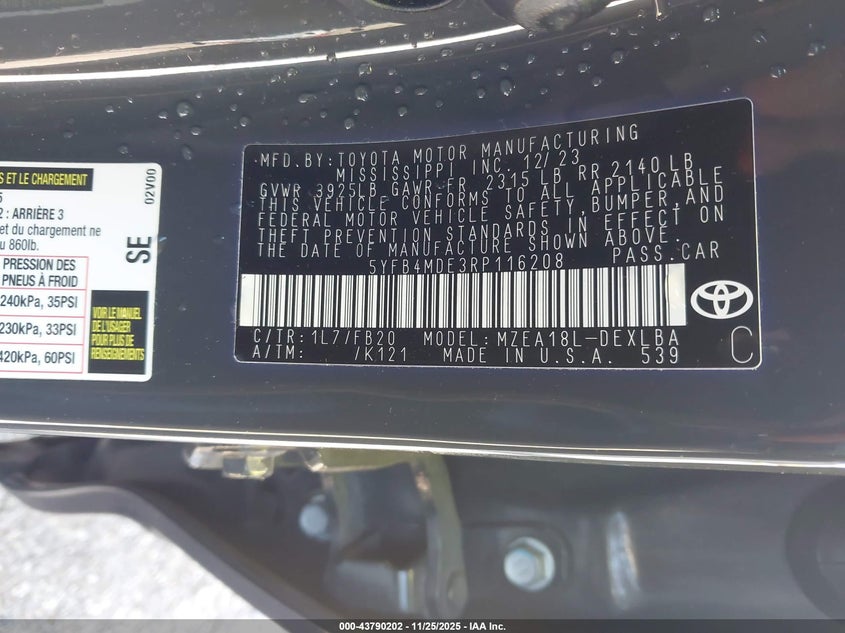 S ET LE CHARGEMENT
5
2 : ARRIÈRE 3
et du chargement ne
u 860lb.
PRESSION DES
PNEUS À FROID
240kPa, 35PSI
230kPa, 33PSI
420kPa, 60PSI
VOIR LE MANUEL
DE L'USAGER
POUR PLUS DE
RENSEIGNEMENTS
02V00
SE
MFD. BY: TOYOTA MOTOR MANUFACTURING
MISSISSIPPI INC. 12/23
GVWR 3925LB GAWR FR 2315LB RR 2140LB
THIS VEHICLE CONFORMS TO ALL APPLICABLE
FEDERAL MOTOR VEHICLE SAFETY, BUMPER, AND
THEFT PREVENTION STANDARDS IN EFFECT ON
THE DATE OF MANUFACTURE SHOWN ABOVE.
5YFB4MDE3RP116208 PASS. CAR
C/TR: 1L7/FB20 MODEL: MZEA18L-DEXLBA
A/TM: /K121 MADE IN U.S.A. 539
C
000-43790202 - 11/25/2025 - IAA Inc.